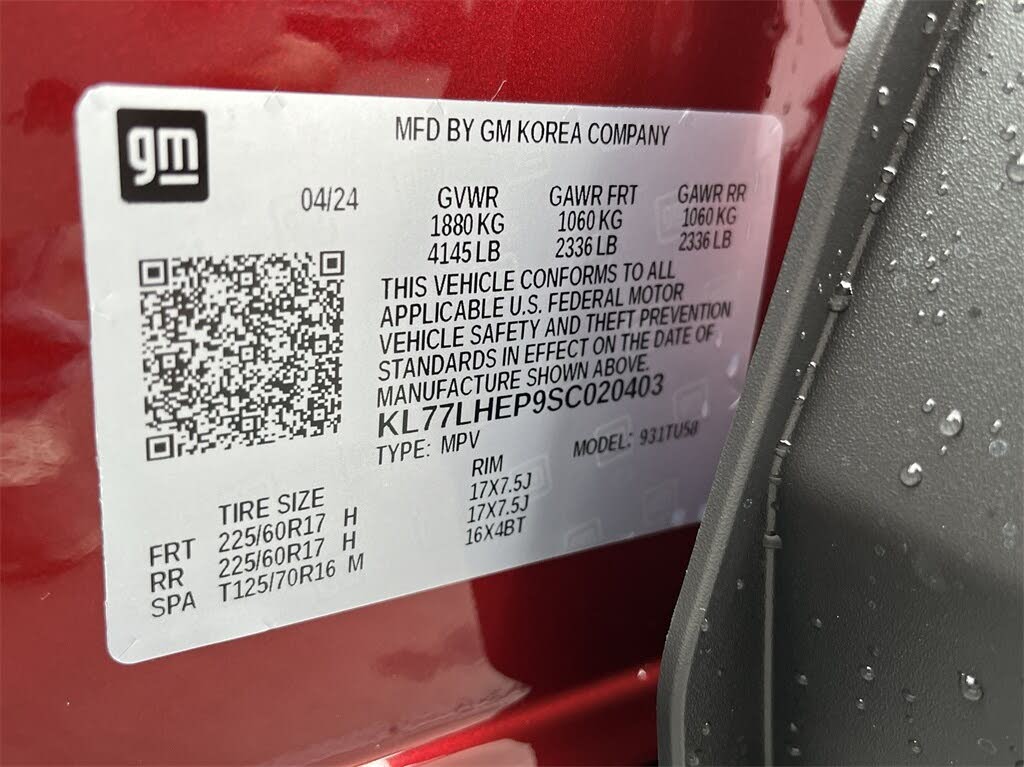 gm
MFD BY GM KOREA COMPANY
04/24 GVWR GAWR FRT GAWR RR
1880 KG 1060 KG 1060 KG
4145 LB 2336 LB 2336 LB
THIS VEHICLE CONFORMS TO ALL
APPLICABLE U.S. FEDERAL MOTOR
VEHICLE SAFETY AND THEFT PREVENTION
STANDARDS IN EFFECT ON THE DATE OF
MANUFACTURE SHOWN ABOVE.
KL77LHEP9SC020403
TYPE: MPV MODEL: 931TU58
TIRE SIZE RIM
FRT 225/60R17 H 17X7.5J
RR 225/60R17 H 17X7.5J
SPA T125/70R16 M 16X4BT